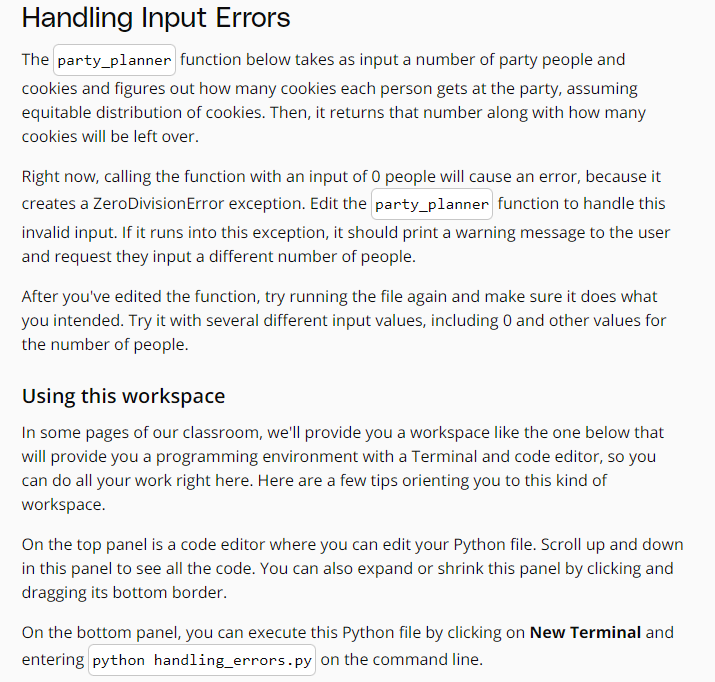 Handling Input Errors
The party_planner function below takes as input a number of party people and
cookies and figures out how many cookies each person gets at the party, assuming
equitable distribution of cookies. Then, it returns that number along with how many
cookies will be left over.
Right now, calling the function with an input of 0 people will cause an error, because it
creates a ZeroDivisionError exception. Edit the party_planner function to handle this
invalid input. If it runs into this exception, it should print a warning message to the user
and request they input a different number of people.
After you've edited the function, try running the file again and make sure it does what
you intended. Try it with several different input values, including 0 and other values for
the number of people.
Using this workspace
In some pages of our classroom, we'll provide you a workspace like the one below that
will provide you a programming environment with a Terminal and code editor, so you
can do all your work right here. Here are a few tips orienting you to this kind of
workspace.
On the top panel is a code editor where you can edit your Python file. Scroll up and down
in this panel to see all the code. You can also expand or shrink this panel by clicking and
dragging its bottom border.
On the bottom panel, you can execute this Python file by clicking on New Terminal and
entering python handling_errors.py on the command line.